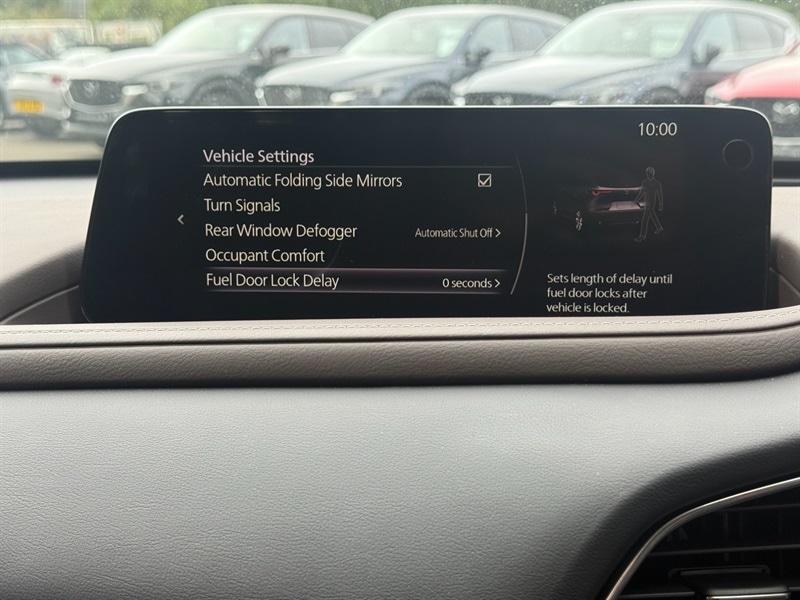 10:00
Vehicle Settings
Automatic Folding Side Mirrors
Turn Signals
Rear Window Defogger Automatic Shut Off >
Occupant Comfort
Fuel Door Lock Delay 0 seconds >
Sets length of delay until
fuel door locks after
vehicle is locked.